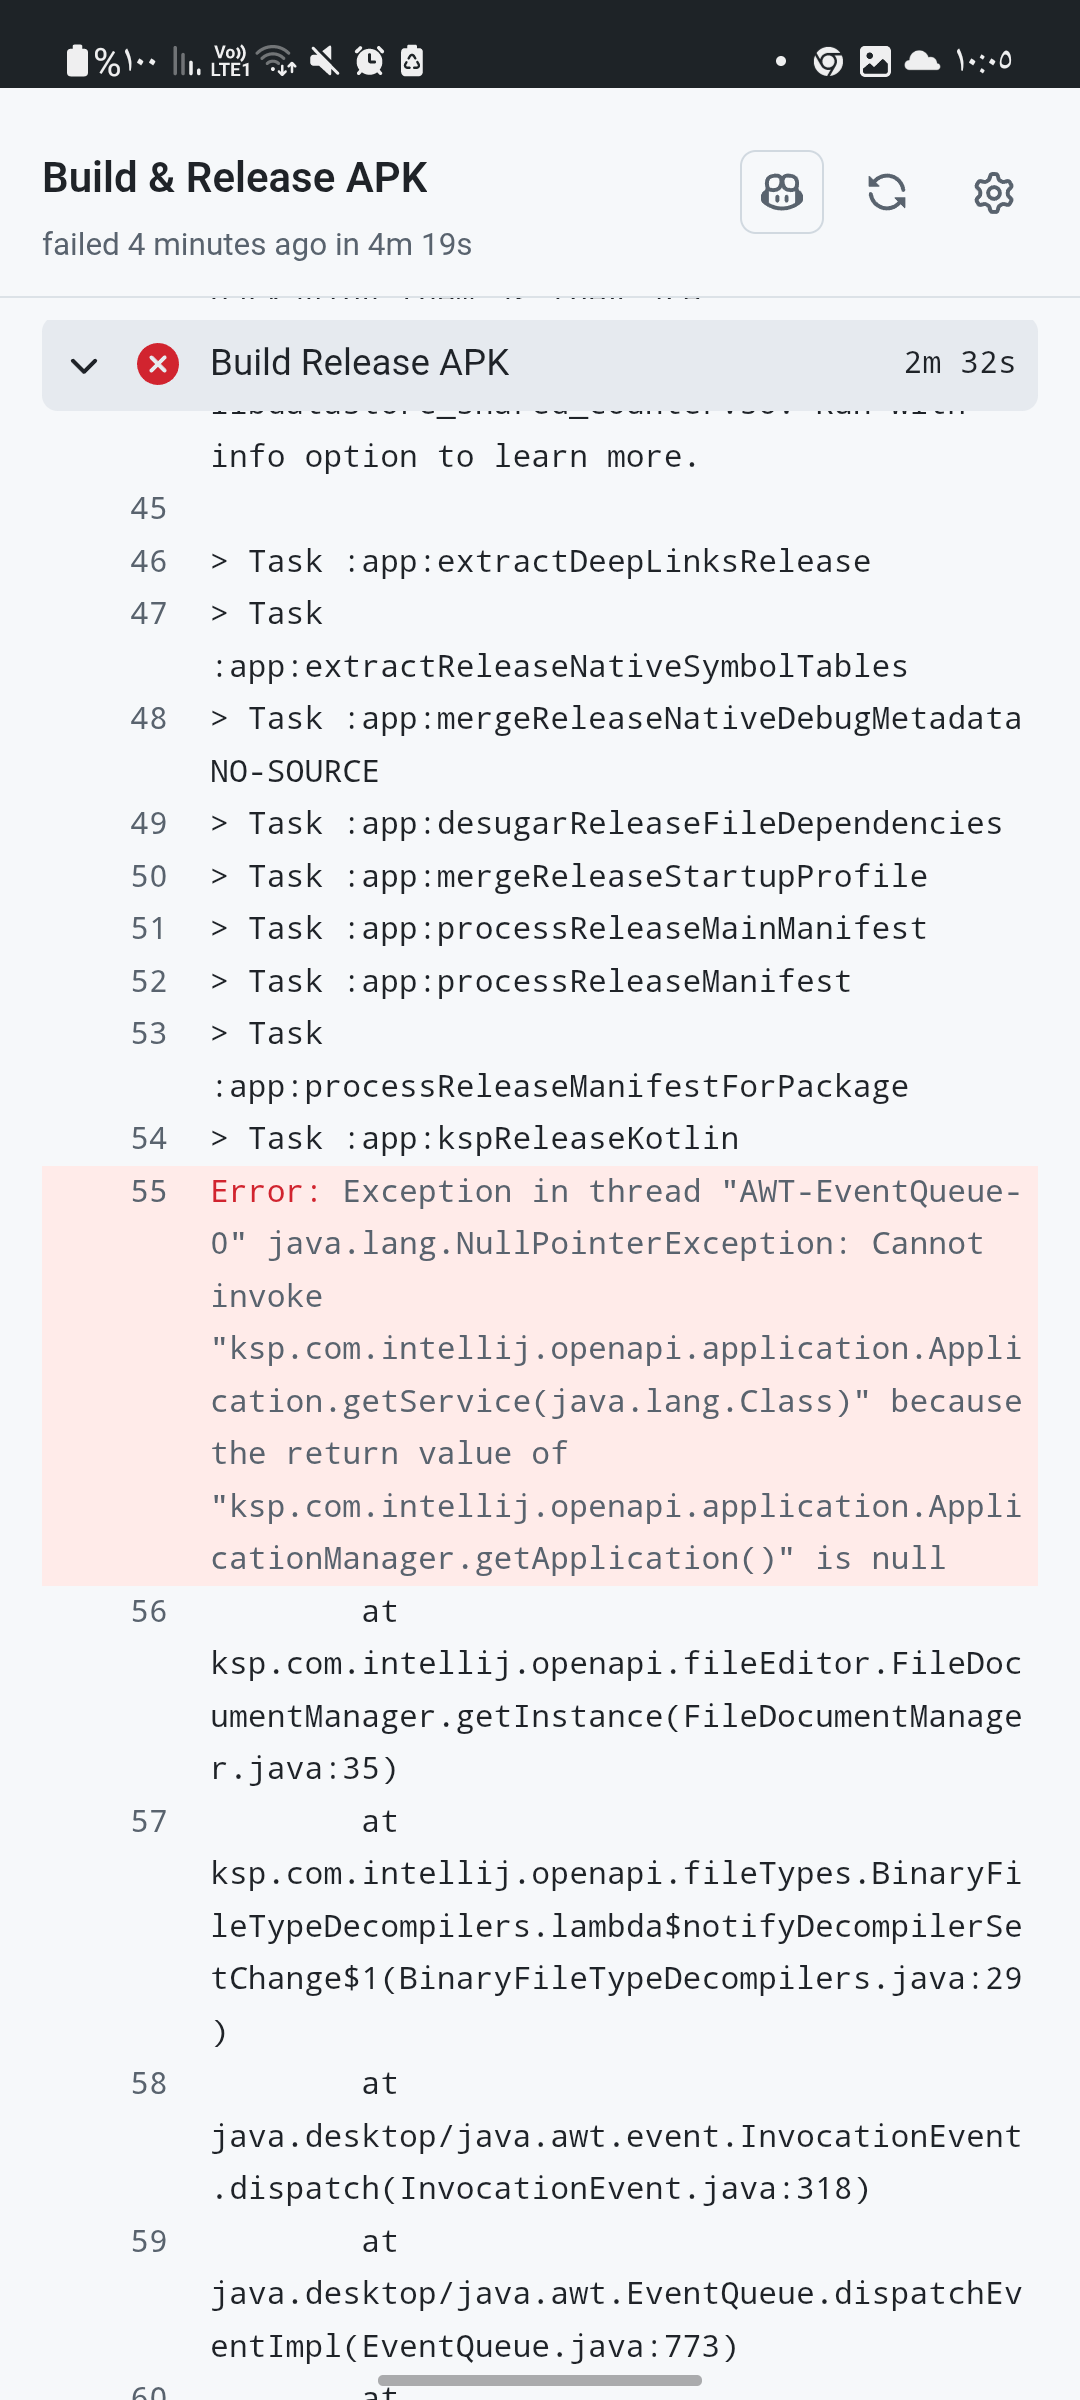 %١٠٠ Vo)) LTE1 ١٠:٠٥
Build & Release APK
failed 4 minutes ago in 4m 19s
Build Release APK 2m 32s
info option to learn more.
45
46 > Task :app:extractDeepLinksRelease
47 > Task
:app:extractReleaseNativeSymbolTables
48 > Task :app:mergeReleaseNativeDebugMetadata
NO-SOURCE
49 > Task :app:desugarReleaseFileDependencies
50 > Task :app:mergeReleaseStartupProfile
51 > Task :app:processReleaseMainManifest
52 > Task :app:processReleaseManifest
53 > Task
:app:processReleaseManifestForPackage
54 > Task :app:kspReleaseKotlin
55 Error: Exception in thread "AWT-EventQueue-
0" java.lang.NullPointerException: Cannot
invoke
"ksp.com.intellij.openapi.application.Appli
cation.getService(java.lang.Class)" because
the return value of
"ksp.com.intellij.openapi.application.Appli
cationManager.getApplication()" is null
56 at
ksp.com.intellij.openapi.fileEditor.FileDoc
umentManager.getInstance(FileDocumentManage
r.java:35)
57 at
ksp.com.intellij.openapi.fileTypes.BinaryFi
leTypeDecompilers.lambda$notifyDecompilerSe
tChange$1(BinaryFileTypeDecompilers.java:29
)
58 at
java.desktop/java.awt.event.InvocationEvent
.dispatch(InvocationEvent.java:318)
59 at
java.desktop/java.awt.EventQueue.dispatchEv
entImpl(EventQueue.java:773)
60 at